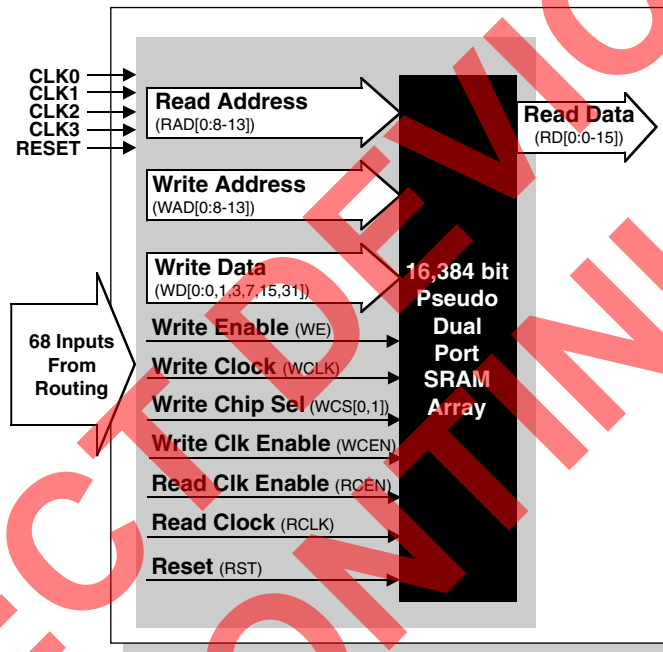 CLK0
CLK1
CLK2
CLK3
RESET
Read Address
(RAD[0:8-13])
Read Data
(RD[0:0-15])
Write Address
(WAD[0:8-13])
Write Data
(WD[0:0,1,3,7,15,31])
16,384 bit
Pseudo
Dual
Port
SRAM
Array
68 Inputs
From
Routing
Write Enable (WE)
Write Clock (WCLK)
Write Chip Sel (WCS[0,1])
Write Clk Enable (WCEN)
Read Clk Enable (RCEN)
Read Clock (RCLK)
Reset (RST)